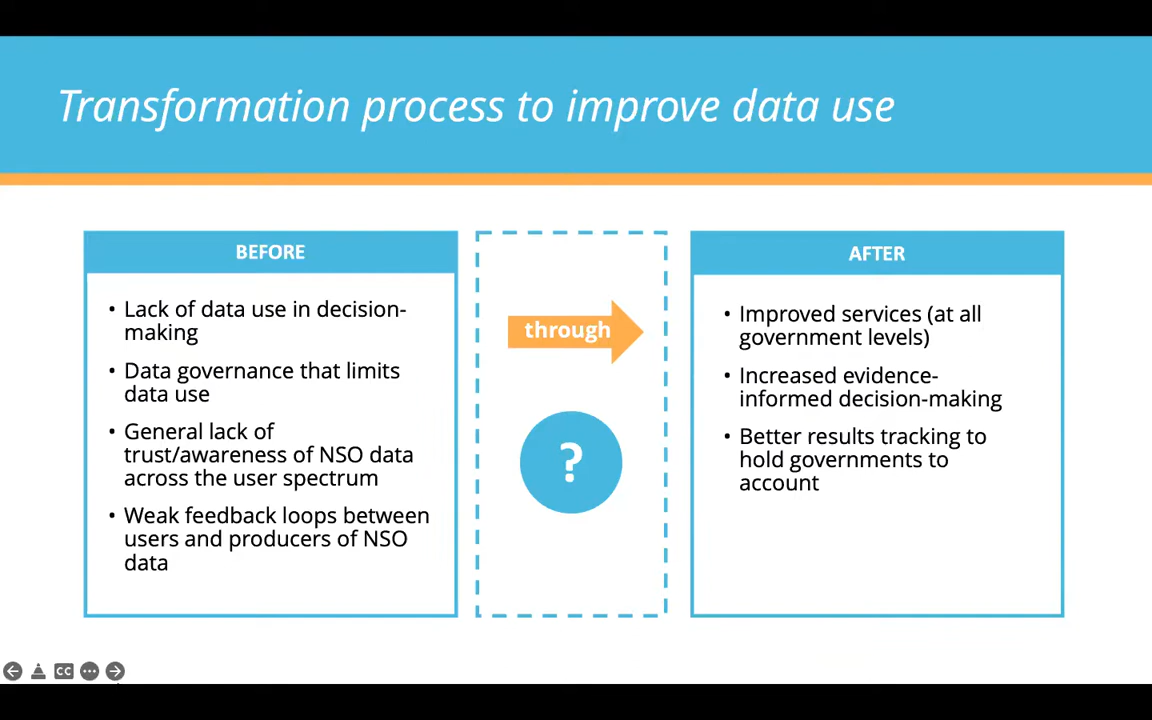 Transformation process to improve data use
BEFORE
• Lack of data use in decision-
making
• Data governance that limits
data use
• General lack of
trust/awareness of NSO data
across the user spectrum
• Weak feedback loops between
users and producers of NSO
data
through
?
AFTER
• Improved services (at all
government levels)
• Increased evidence-
informed decision-making
• Better results tracking to
hold governments to
account
CC